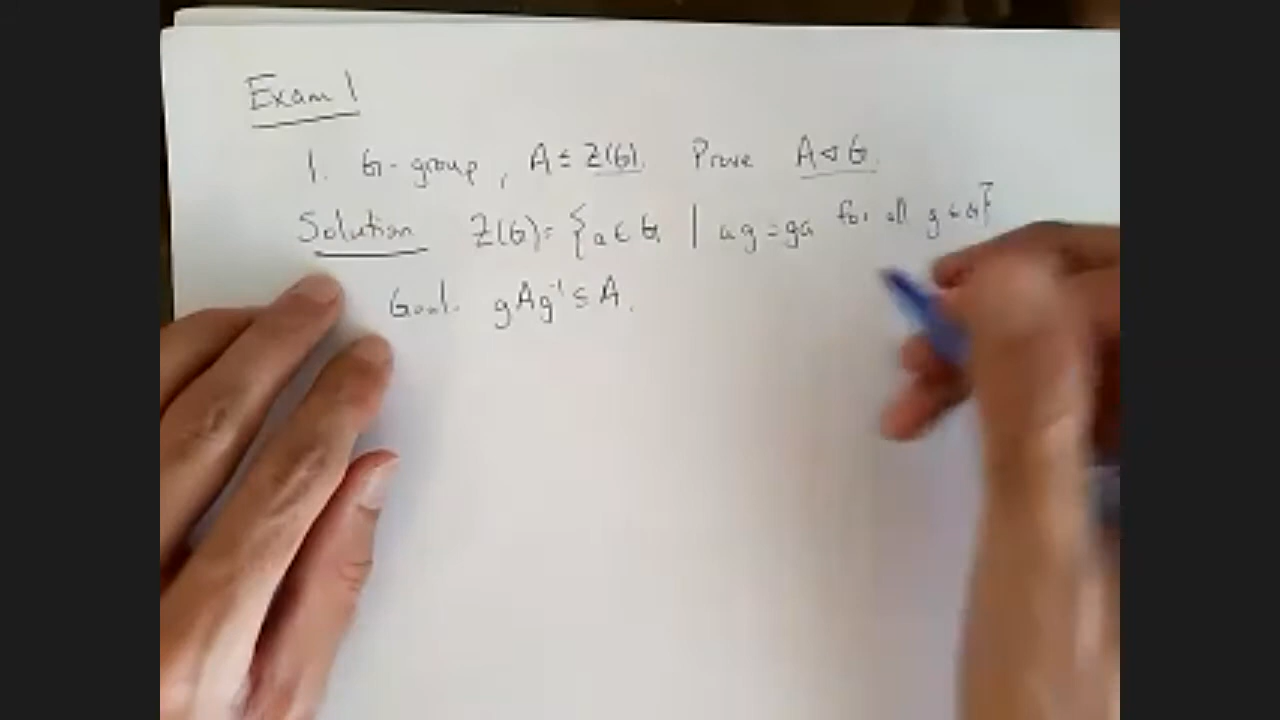 Exam 1
1. G - group, A ≤ Z(G). Prove A ⊲ G.
Solution Z(G) = { a ∈ G | ag = ga for all g ∈ G }
Goal. gAg⁻¹ ≤ A.